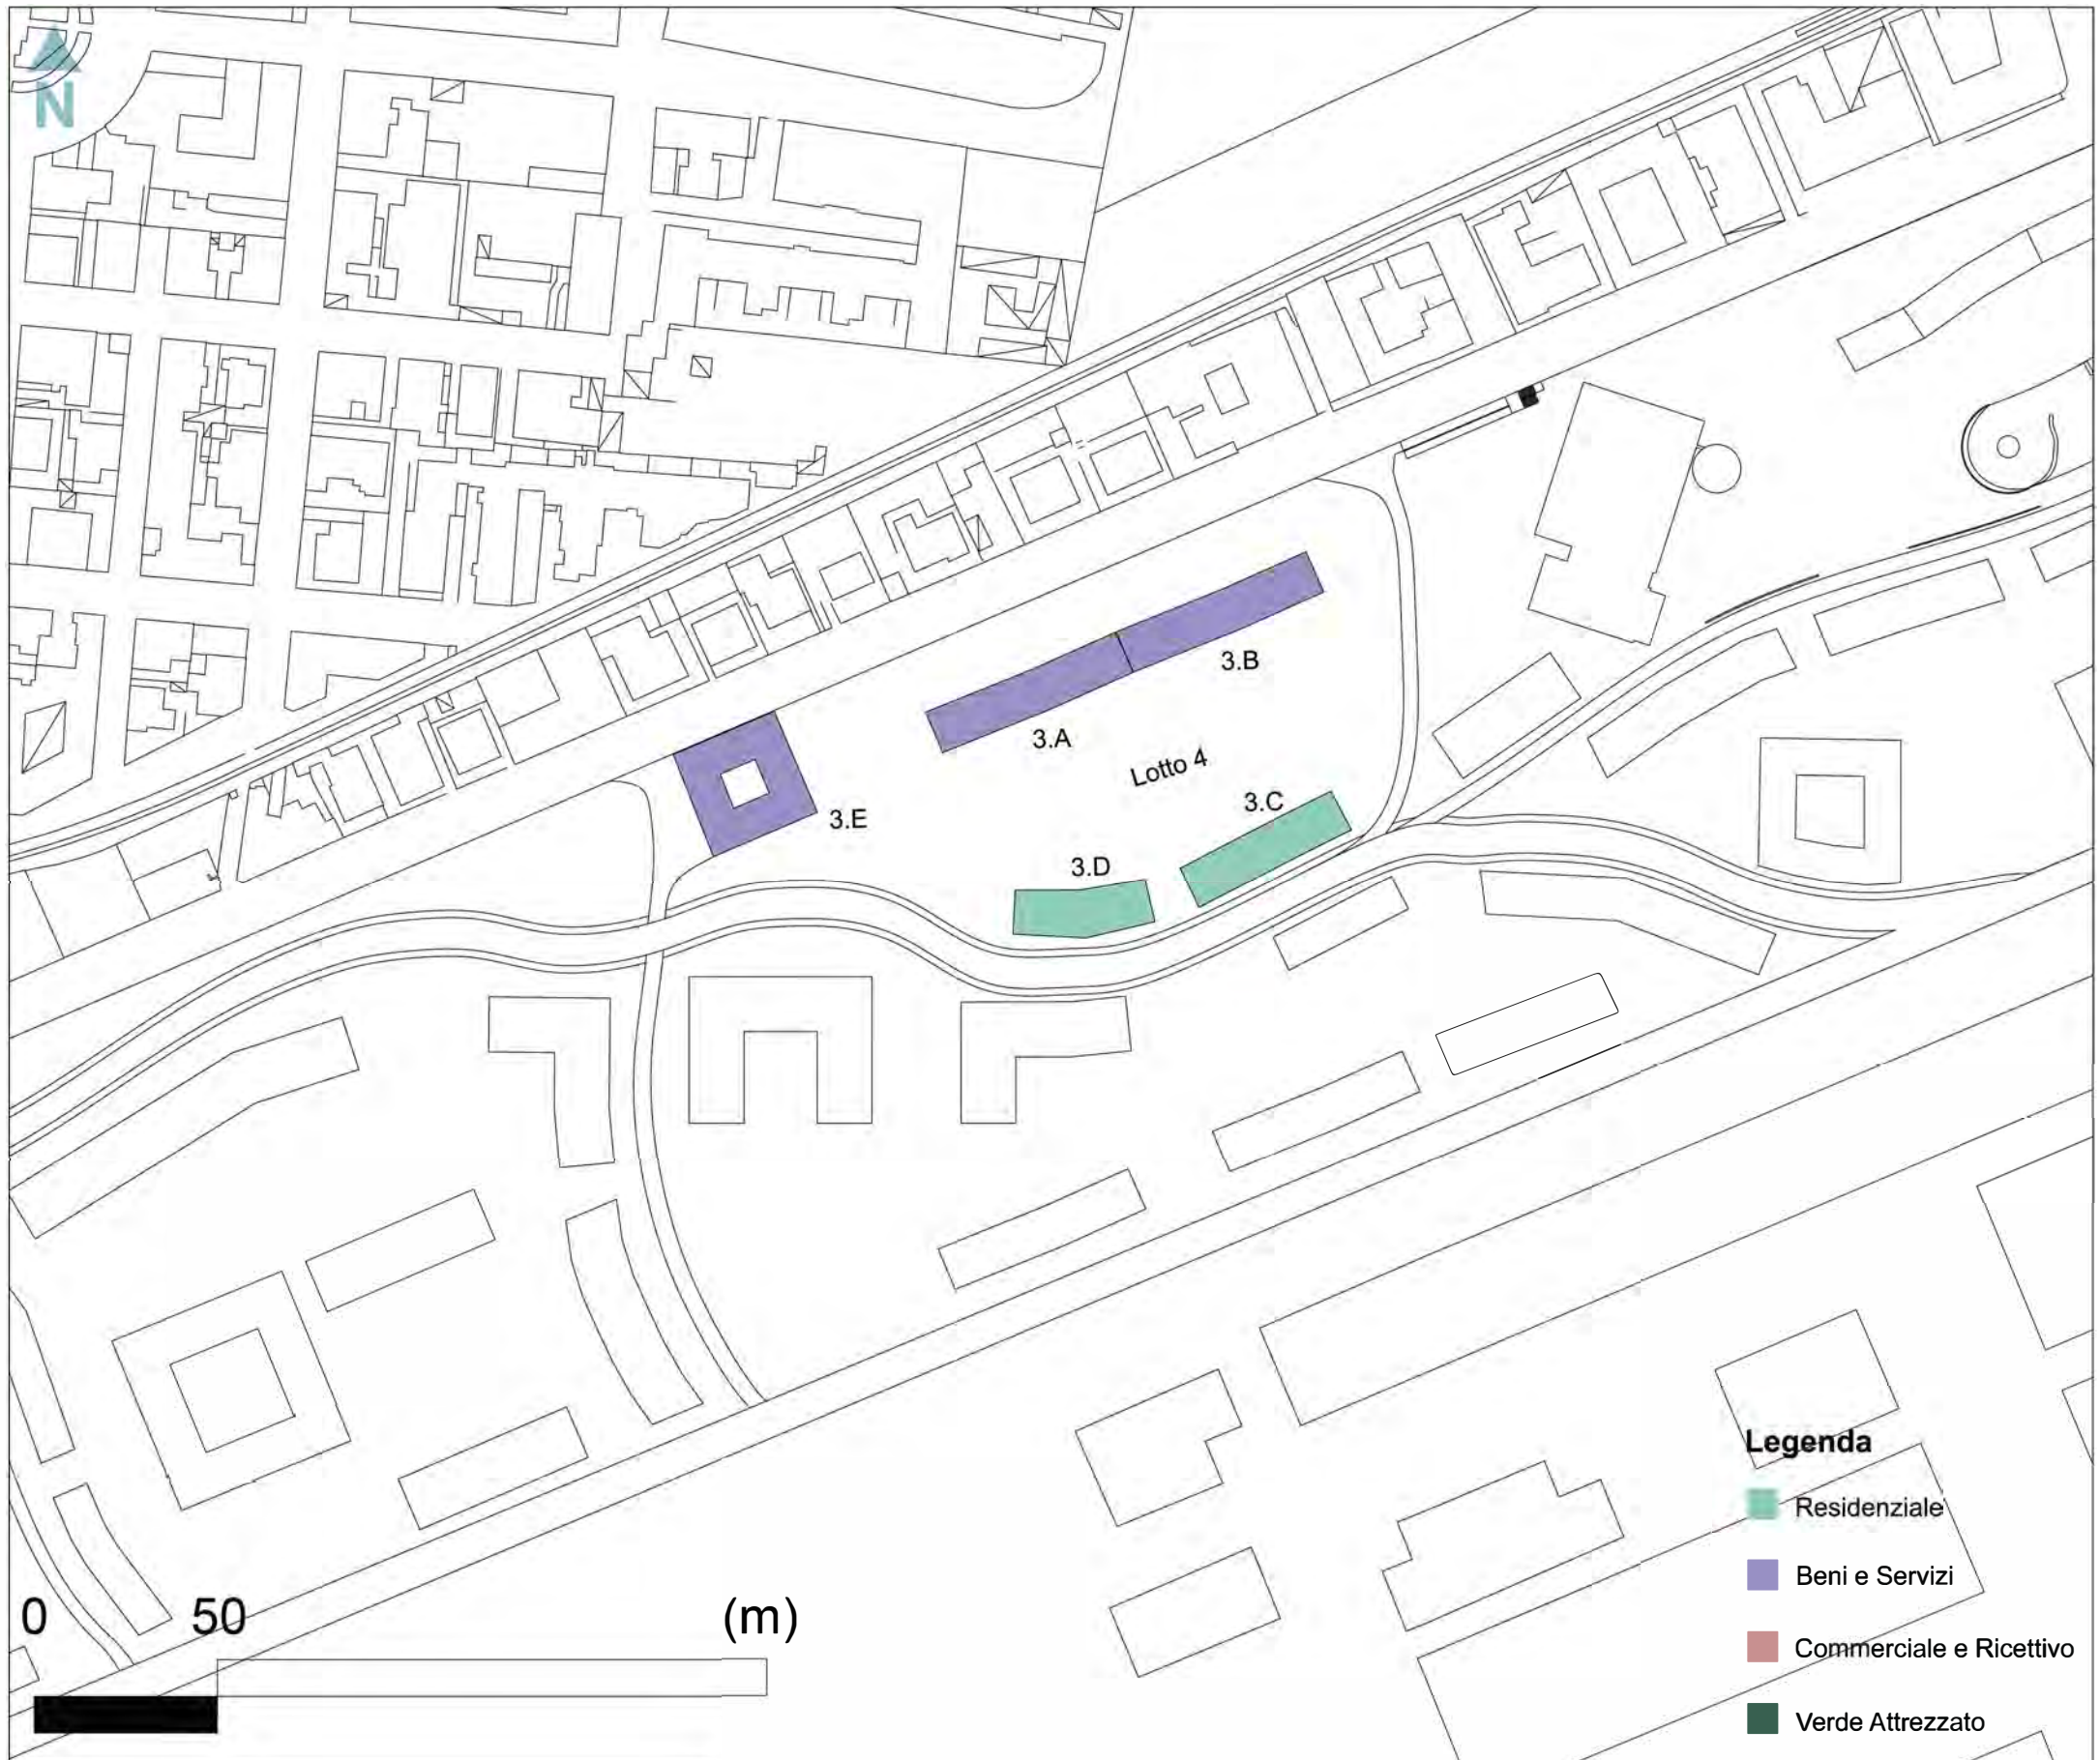 N
3.B
3.A
Lotto 4
3.C
3.E
3.D
Legenda
Residenziale
Beni e Servizi
Commerciale e Ricettivo
Verde Attrezzato
0 50 (m)